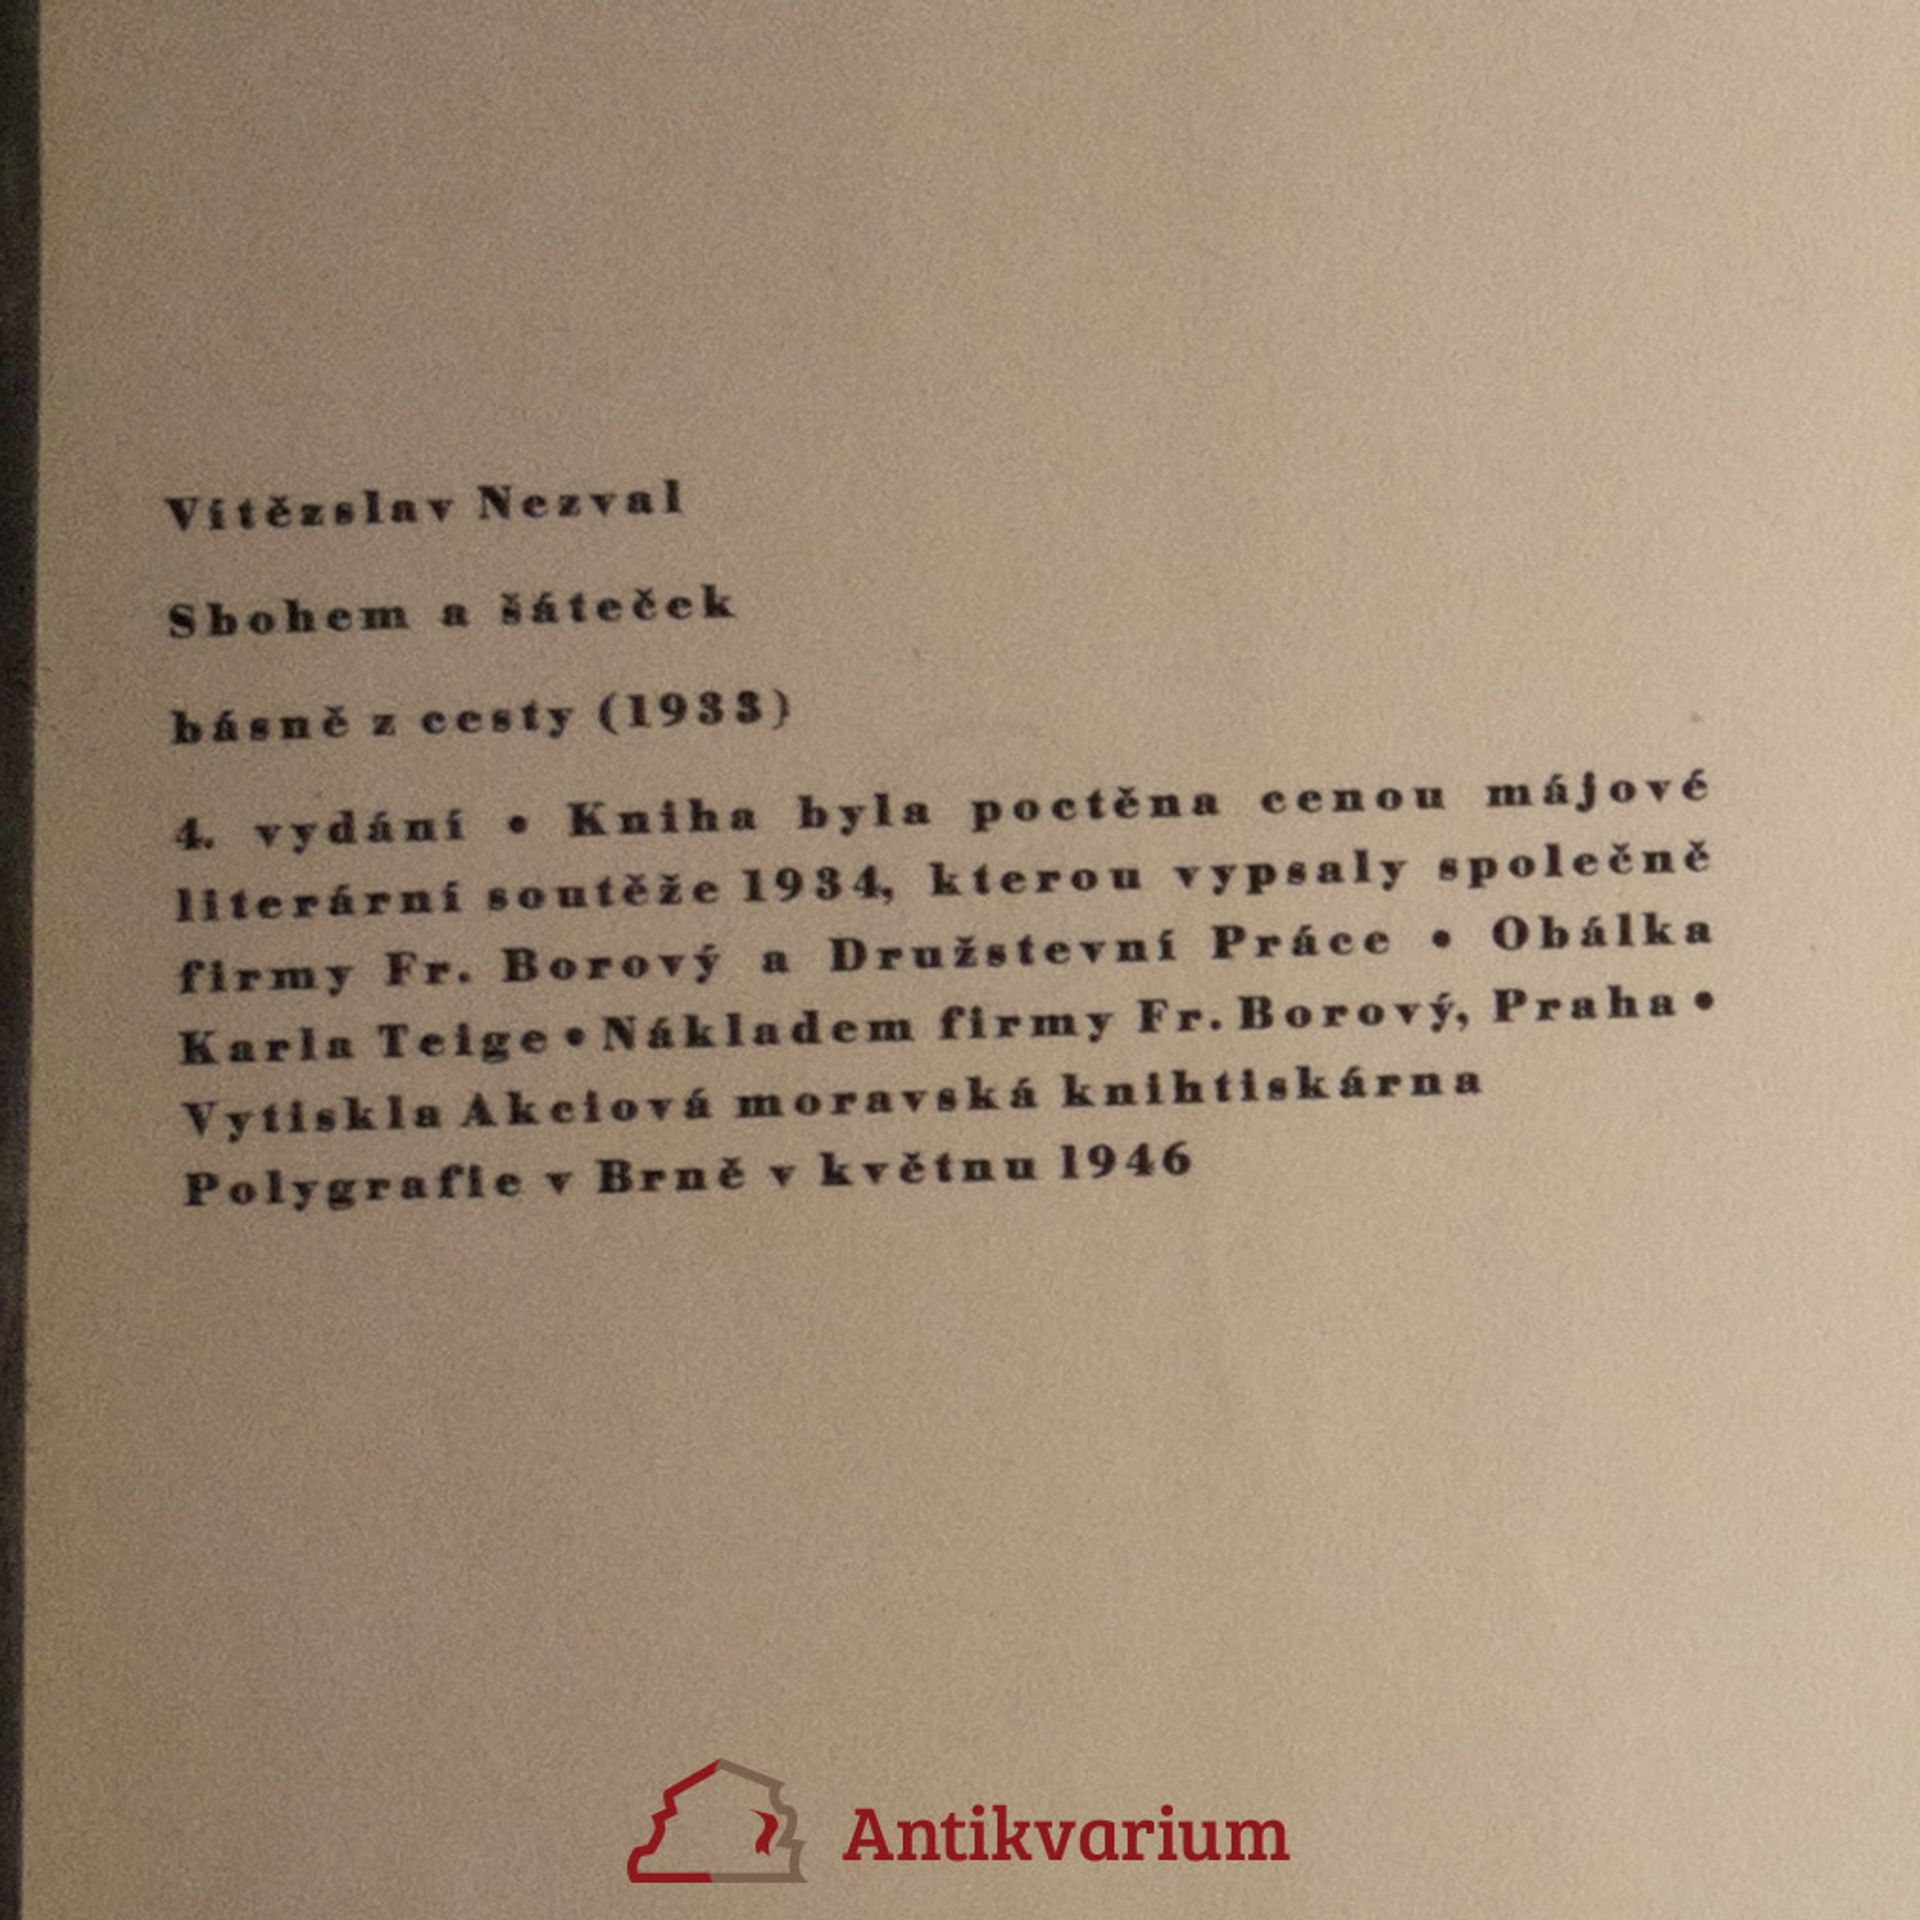 Vítězslav Nezval
Sbohem a šáteček
básně z cesty (1933)
4. vydání • Kniha byla poctěna cenou májové
literární soutěže 1934, kterou vypsaly společně
firmy Fr. Borový a Družstevní Práce • Obálka
Karla Teige • Nákladem firmy Fr. Borový, Praha •
Vytiskla Akciová moravská knihtiskárna
Polygrafie v Brně v květnu 1946
Antikvarium